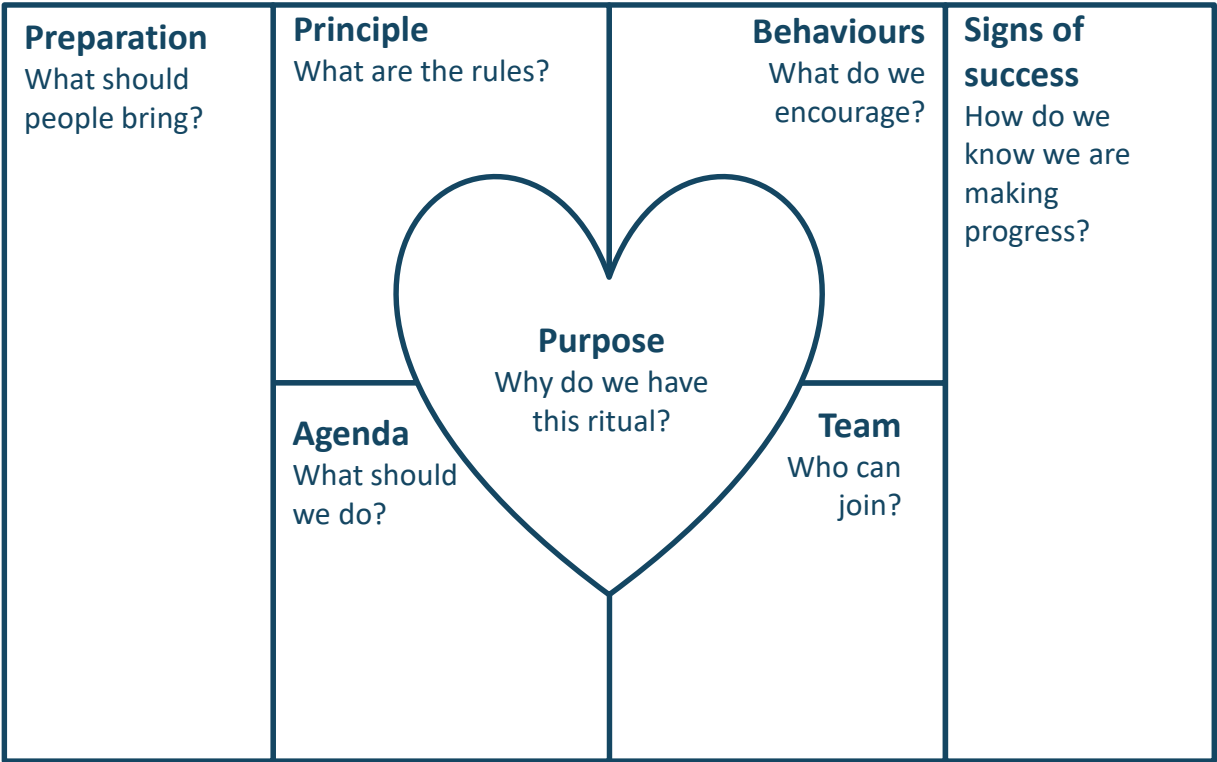 Preparation
What should
people bring?
Principle
What are the rules?
Behaviours
What do we
encourage?
Signs of
success
How do we
know we are
making
progress?
Purpose
Why do we have
this ritual?
Agenda
What should
we do?
Team
Who can
join?